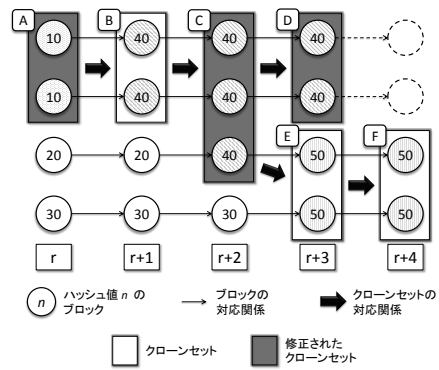 A B C D
10 40 40 40
10 40 40 40
E F
20 20 40 50 50
30 30 30 50 50
r r+1 r+2 r+3 r+4
n ハッシュ値 n の
ブロック
ブロックの
対応関係
クローンセットの
対応関係
クローンセット
修正された
クローンセット